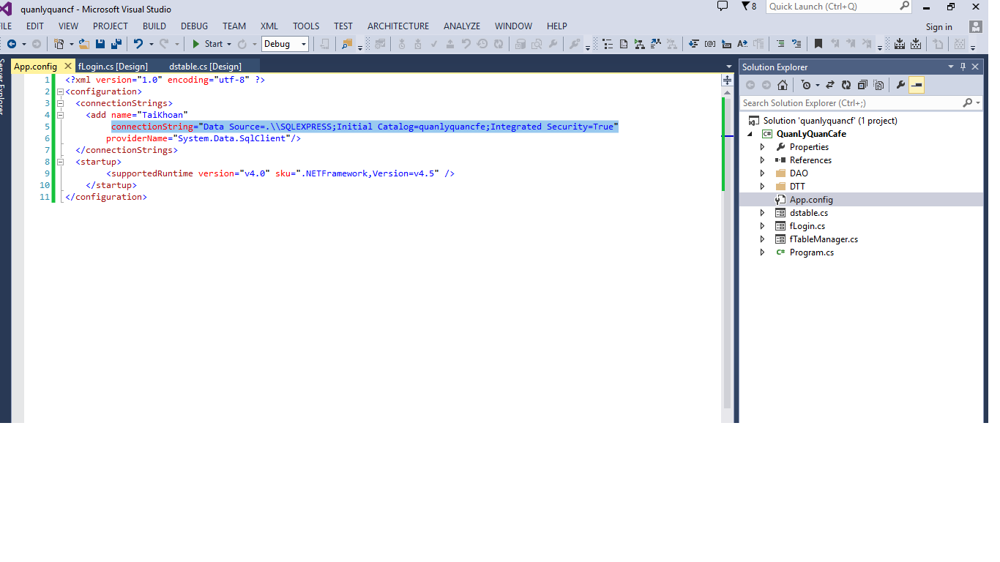 quanlyquancf - Microsoft Visual Studio
8
Quick Launch (Ctrl+Q)
FILE EDIT VIEW PROJECT BUILD DEBUG TEAM XML TOOLS TEST ARCHITECTURE ANALYZE WINDOW HELP
Sign in
Start Debug
Server Explorer
App.config fLogin.cs [Design] dstable.cs [Design]
1 <?xml version="1.0" encoding="utf-8" ?>
2 <configuration>
3 <connectionStrings>
4 <add name="TaiKhoan"
5 connectionString="Data Source=.\\SQLEXPRESS;Initial Catalog=quanlyquancfe;Integrated Security=True"
6 providerName="System.Data.SqlClient"/>
7 </connectionStrings>
8 <startup>
9 <supportedRuntime version="v4.0" sku=".NETFramework,Version=v4.5" />
10 </startup>
11 </configuration>
Solution Explorer
Search Solution Explorer (Ctrl+;)
Solution 'quanlyquancf' (1 project)
C# QuanLyQuanCafe
Properties
References
DAO
DTT
App.config
dstable.cs
fLogin.cs
fTableManager.cs
C# Program.cs